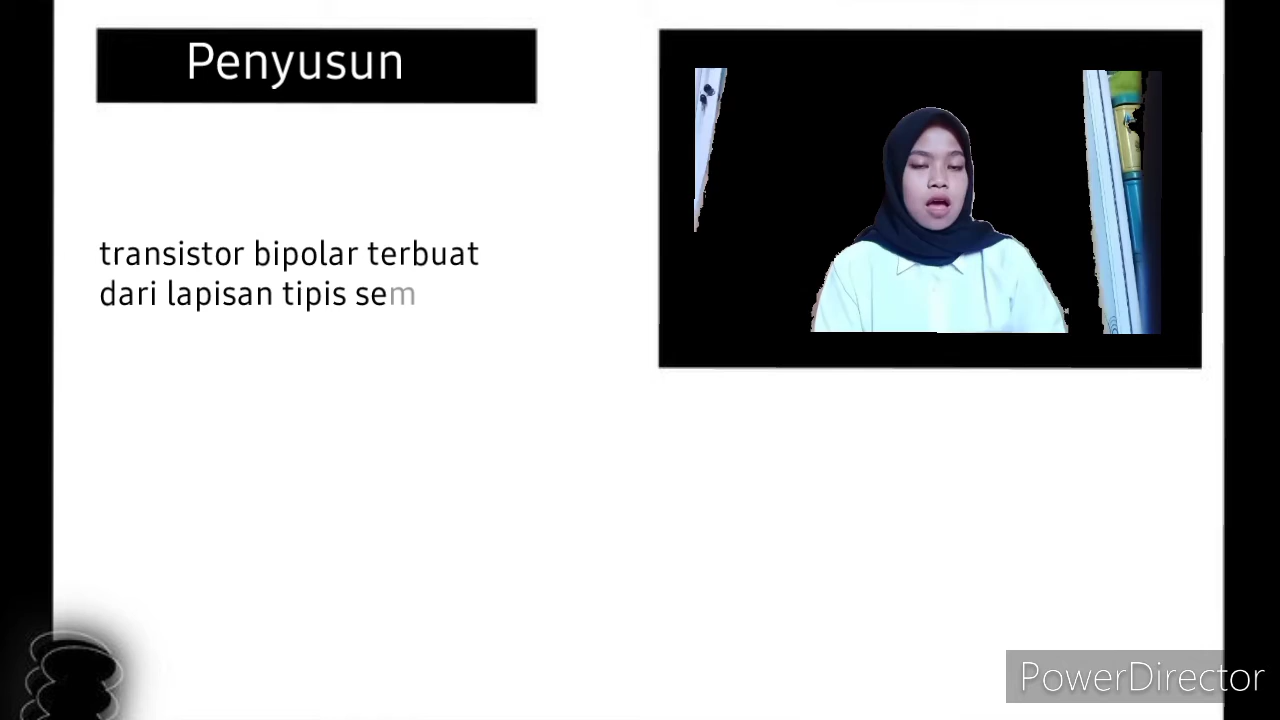 Penyusun
transistor bipolar terbuat
dari lapisan tipis sem
PowerDirector